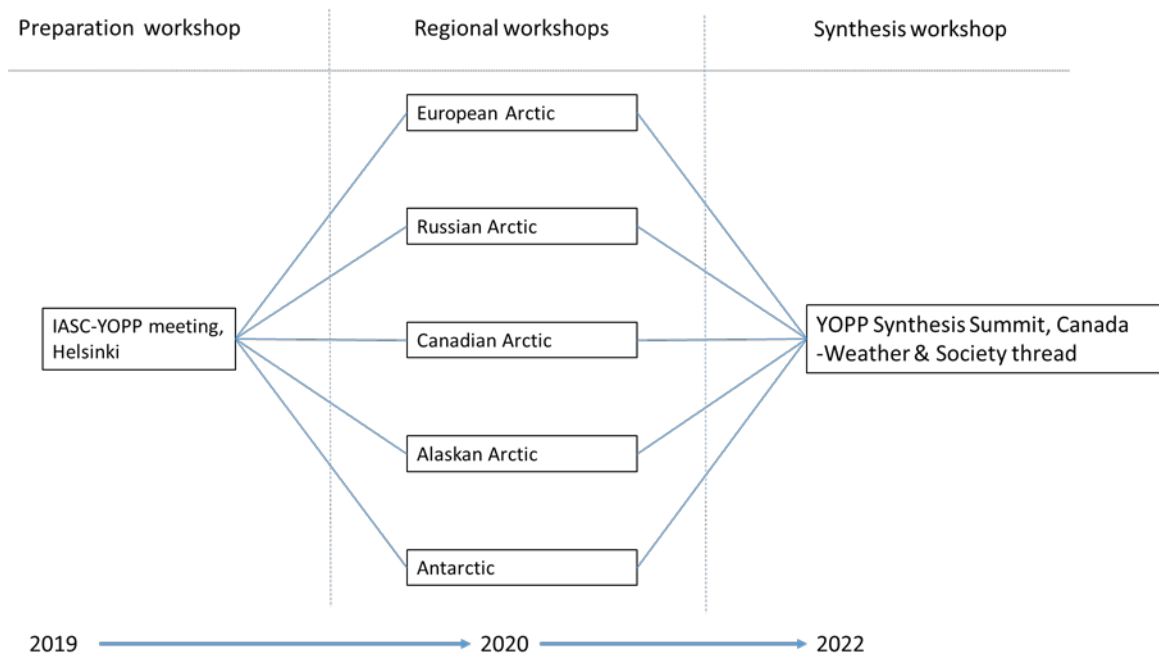 Preparation workshop
Regional workshops
Synthesis workshop
European Arctic
Russian Arctic
IASC-YOPP meeting,
Helsinki
Canadian Arctic
YOPP Synthesis Summit, Canada
-Weather & Society thread
Alaskan Arctic
Antarctic
2019
2020
2022